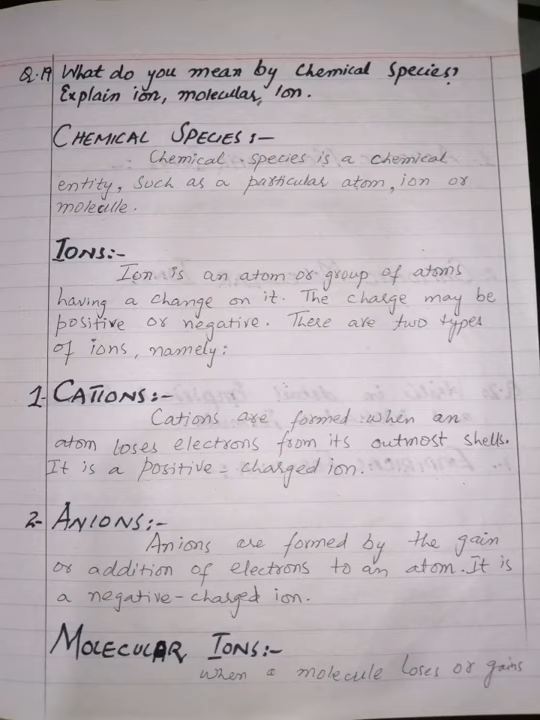 Q.19 What do you mean by Chemical Species?
Explain ion, molecular, Ion.
CHEMICAL SPECIES:-
Chemical species is a chemical
entity, Such as a particular atom, ion or
molecule.
IONS:-
Ion is an atom or group of atoms
having a change on it. The charge may be
positive or negative. There are two types
of ions, namely:
1- CATIONS:-
Cations are formed when an
atom loses electrons from its outmost shells.
It is a positive - charged ion.
2- ANIONS:-
Anions are formed by the gain
or addition of electrons to an atom. It is
a negative-charged ion.
MOLECULAR IONS:-
When a molecule loses or gains